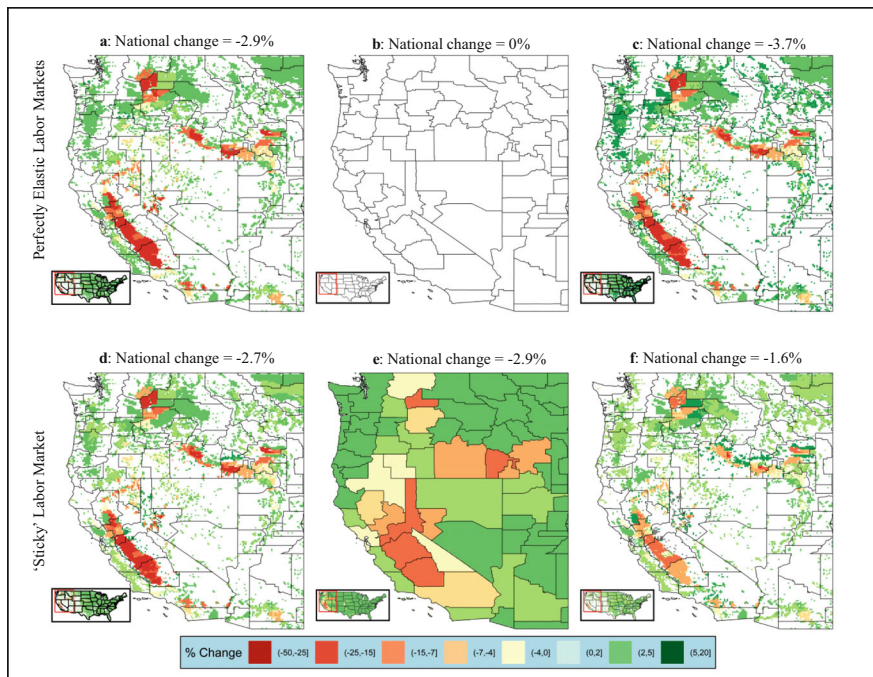 a: National change = -2.9%
b: National change = 0%
c: National change = -3.7%
Perfectly Elastic Labor Markets
d: National change = -2.7%
e: National change = -2.9%
f: National change = -1.6%
'Sticky' Labor Market
% Change (-50,-25] (-25,-15] (-15,-7] (-7,-4] (-4,0] (0,2] (2,5] (5,20]